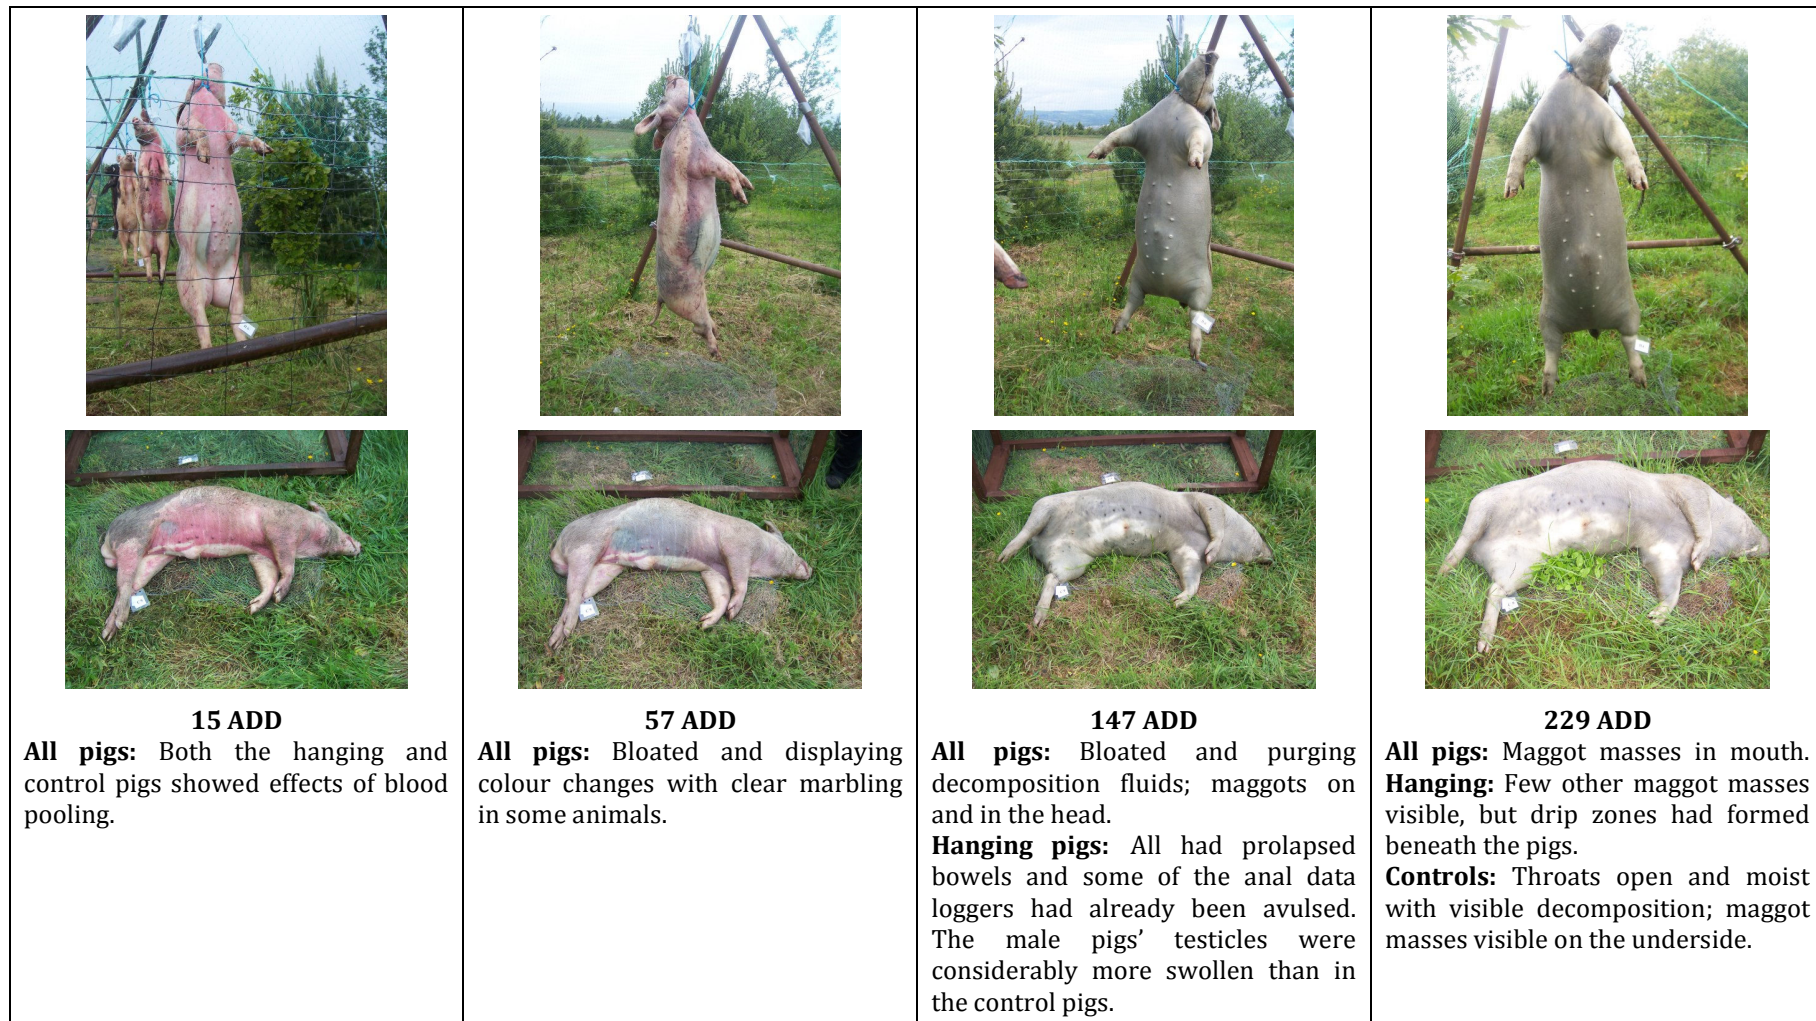 15 ADD
All pigs: Both the hanging and
control pigs showed effects of blood
pooling.
57 ADD
All pigs: Bloated and displaying
colour changes with clear marbling
in some animals.
147 ADD
All pigs: Bloated and purging
decomposition fluids; maggots on
and in the head.
Hanging pigs: All had prolapsed
bowels and some of the anal data
loggers had already been avulsed.
The male pigs’ testicles were
considerably more swollen than in
the control pigs.
229 ADD
All pigs: Maggot masses in mouth.
Hanging: Few other maggot masses
visible, but drip zones had formed
beneath the pigs.
Controls: Throats open and moist
with visible decomposition; maggot
masses visible on the underside.